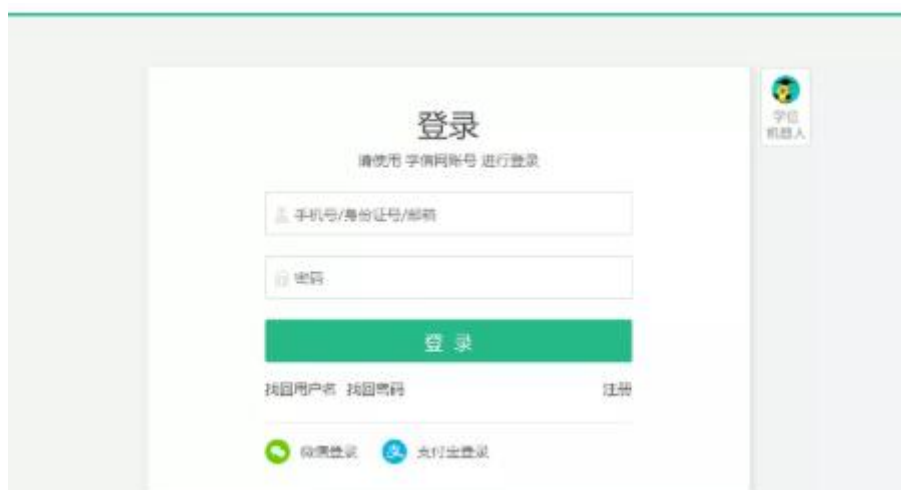 登录
请使用 学信网账号 进行登录
手机号/身份证号/邮箱
密码
登 录
找回用户名 找回密码
注册
微信登录 支付宝登录
学信
机器人